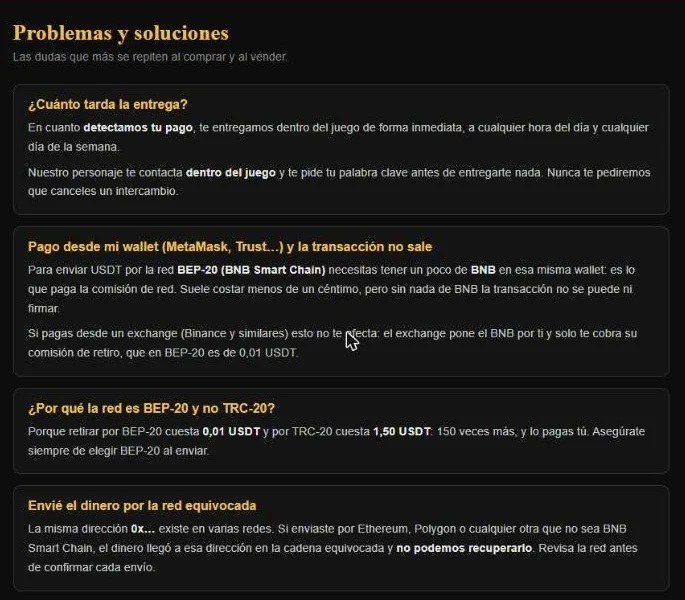 Problemas y soluciones
Las dudas que más se repiten al comprar y al vender.
¿Cuánto tarda la entrega?
En cuanto detectamos tu pago, te entregamos dentro del juego de forma inmediata, a cualquier hora del día y cualquier
día de la semana.
Nuestro personaje te contacta dentro del juego y te pide tu palabra clave antes de entregarte nada. Nunca te pediremos
que canceles un intercambio.
Pago desde mi wallet (MetaMask, Trust…) y la transacción no sale
Para enviar USDT por la red BEP-20 (BNB Smart Chain) necesitas tener un poco de BNB en esa misma wallet: es lo
que paga la comisión de red. Suele costar menos de un céntimo, pero sin nada de BNB la transacción no se puede ni
firmar.
Si pagas desde un exchange (Binance y similares) esto no te afecta: el exchange pone el BNB por ti y solo te cobra su
comisión de retiro, que en BEP-20 es de 0,01 USDT.
¿Por qué la red es BEP-20 y no TRC-20?
Porque retirar por BEP-20 cuesta 0,01 USDT y por TRC-20 cuesta 1,50 USDT: 150 veces más, y lo pagas tú. Asegúrate
siempre de elegir BEP-20 al enviar.
Envié el dinero por la red equivocada
La misma dirección 0x… existe en varias redes. Si enviaste por Ethereum, Polygon o cualquier otra que no sea BNB
Smart Chain, el dinero llegó a esa dirección en la cadena equivocada y no podemos recuperarlo. Revisa la red antes
de confirmar cada envío.